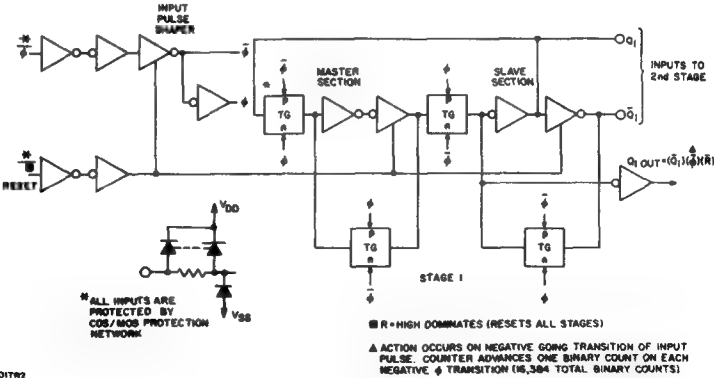 INPUT
PULSE
SHAPER
*
φ̄
φ̄
φ
RESET
*
φ̄
p
TG
n
φ
MASTER
SECTION
φ
p
TG
n
φ̄
SLAVE
SECTION
Q1
INPUTS TO
2nd STAGE
Q̄1
Q1 OUT=(Q̄1)(φ̄)(R̄)
φ
p
TG
n
φ̄
φ̄
p
TG
n
φ
STAGE 1
VDD
VSS
* ALL INPUTS ARE
PROTECTED BY
COS/MOS PROTECTION
NETWORK
■ R=HIGH DOMINATES (RESETS ALL STAGES)
▲ ACTION OCCURS ON NEGATIVE GOING TRANSITION OF INPUT
PULSE. COUNTER ADVANCES ONE BINARY COUNT ON EACH
NEGATIVE φ TRANSITION (16,384 TOTAL BINARY COUNTS)